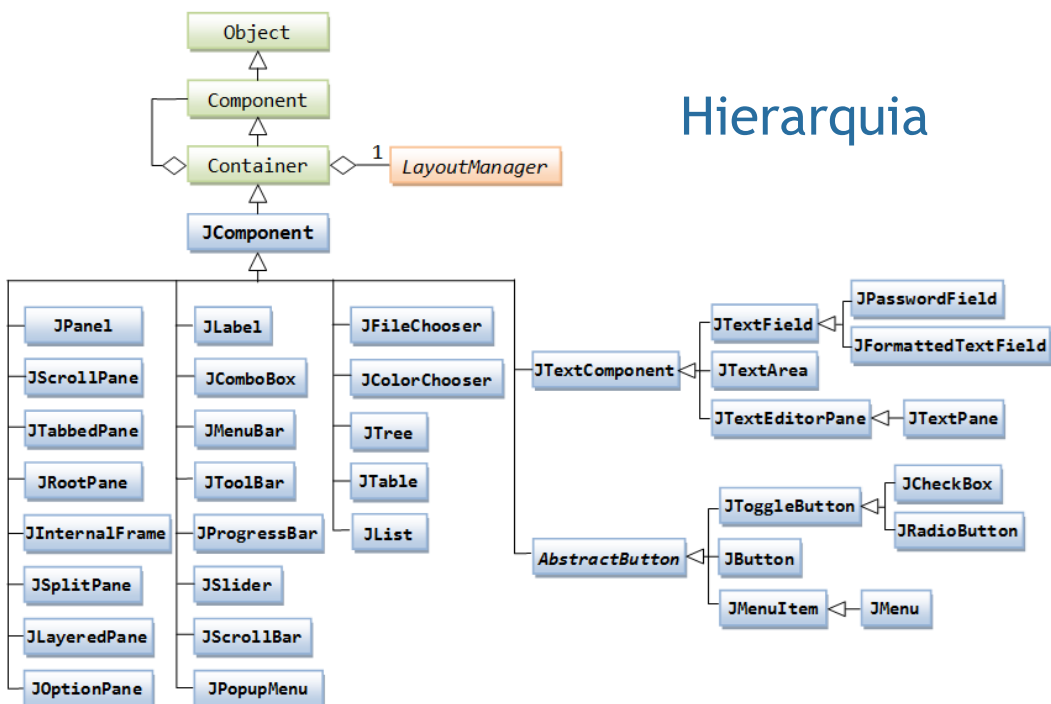 Hierarquia
Object
Component
Container
1
LayoutManager
JComponent
JPanel
JScrollPane
JTabbedPane
JRootPane
JInternalFrame
JSplitPane
JLayeredPane
JOptionPane
JLabel
JComboBox
JMenuBar
JToolBar
JProgressBar
JSlider
JScrollBar
JPopupMenu
JFileChooser
JColorChooser
JTree
JTable
JList
JTextComponent
JTextField
JPasswordField
JFormattedTextField
JTextArea
JTextEditorPane
JTextPane
AbstractButton
JToggleButton
JCheckBox
JRadioButton
JButton
JMenuItem
JMenu